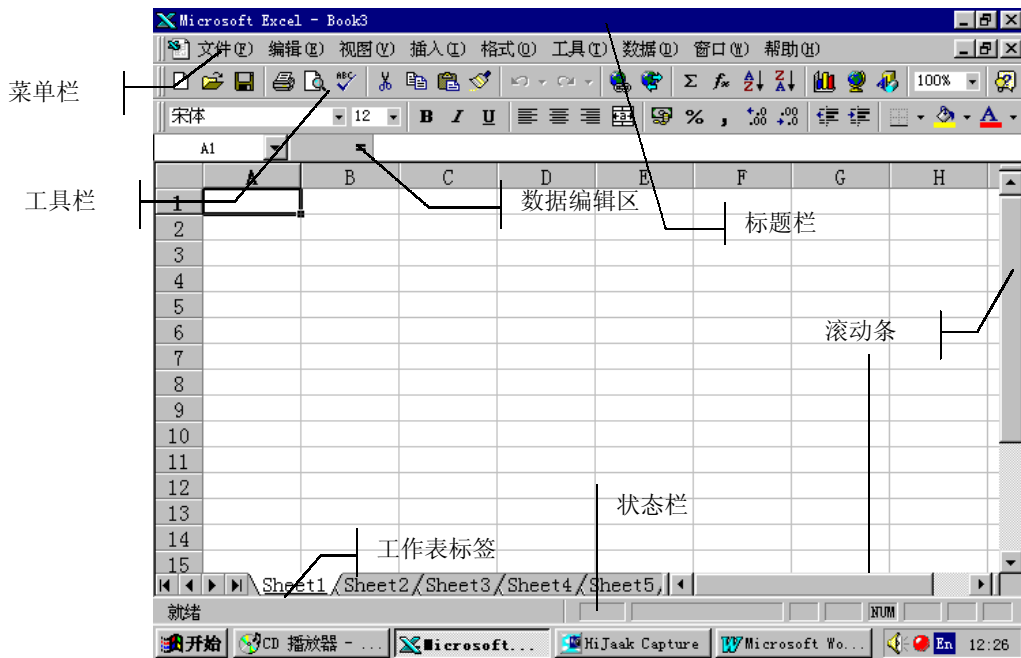 Microsoft Excel - Book3
文件(F) 编辑(E) 视图(V) 插入(I) 格式(O) 工具(T) 数据(D) 窗口(W) 帮助(H)
菜单栏
ABC Σ fx A Z Z A 100%
宋体 12 B I U % , .00 .0
A1 =
工具栏
A B C D E F G H
数据编辑区
标题栏
1
2
3
4
5
6
滚动条
7
8
9
10
11
12
13
状态栏
14
工作表标签
15
Sheet1 Sheet2 Sheet3 Sheet4 Sheet5
就绪 NUM
开始 CD 播放器 - ... Microsoft... HiJaak Capture Microsoft Wo... En 12:26